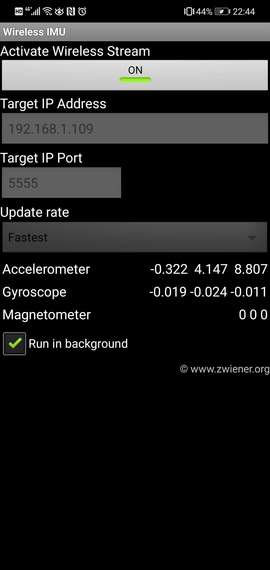 HD 4G 44% 22:44
Wireless IMU
Activate Wireless Stream
ON
Target IP Address
192.168.1.109
Target IP Port
5555
Update rate
Fastest
Accelerometer -0.322 4.147 8.807
Gyroscope -0.019 -0.024 -0.011
Magnetometer 0 0 0
Run in background
© www.zwiener.org